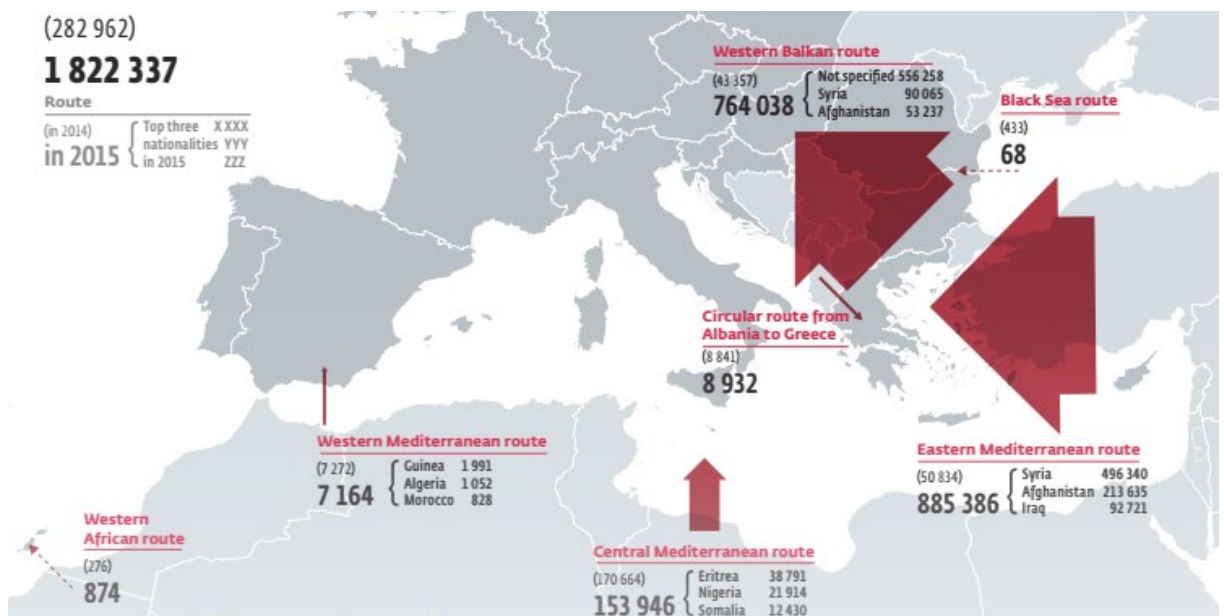 (282 962)
1 822 337
Route
(in 2014)
in 2015
Top three XXXX
nationalities YYY
in 2015 ZZZ
Western Balkan route
(43 357)
764 038
Not specified 556 258
Syria 90 065
Afghanistan 53 237
Black Sea route
(433)
68
Circular route from
Albania to Greece
(8 841)
8 932
Western Mediterranean route
(7 272)
7 164
Guinea 1 991
Algeria 1 052
Morocco 828
Eastern Mediterranean route
(50 834)
885 386
Syria 496 340
Afghanistan 213 635
Iraq 92 721
Western
African route
(276)
874
Central Mediterranean route
(170 664)
153 946
Eritrea 38 791
Nigeria 21 914
Somalia 12 430